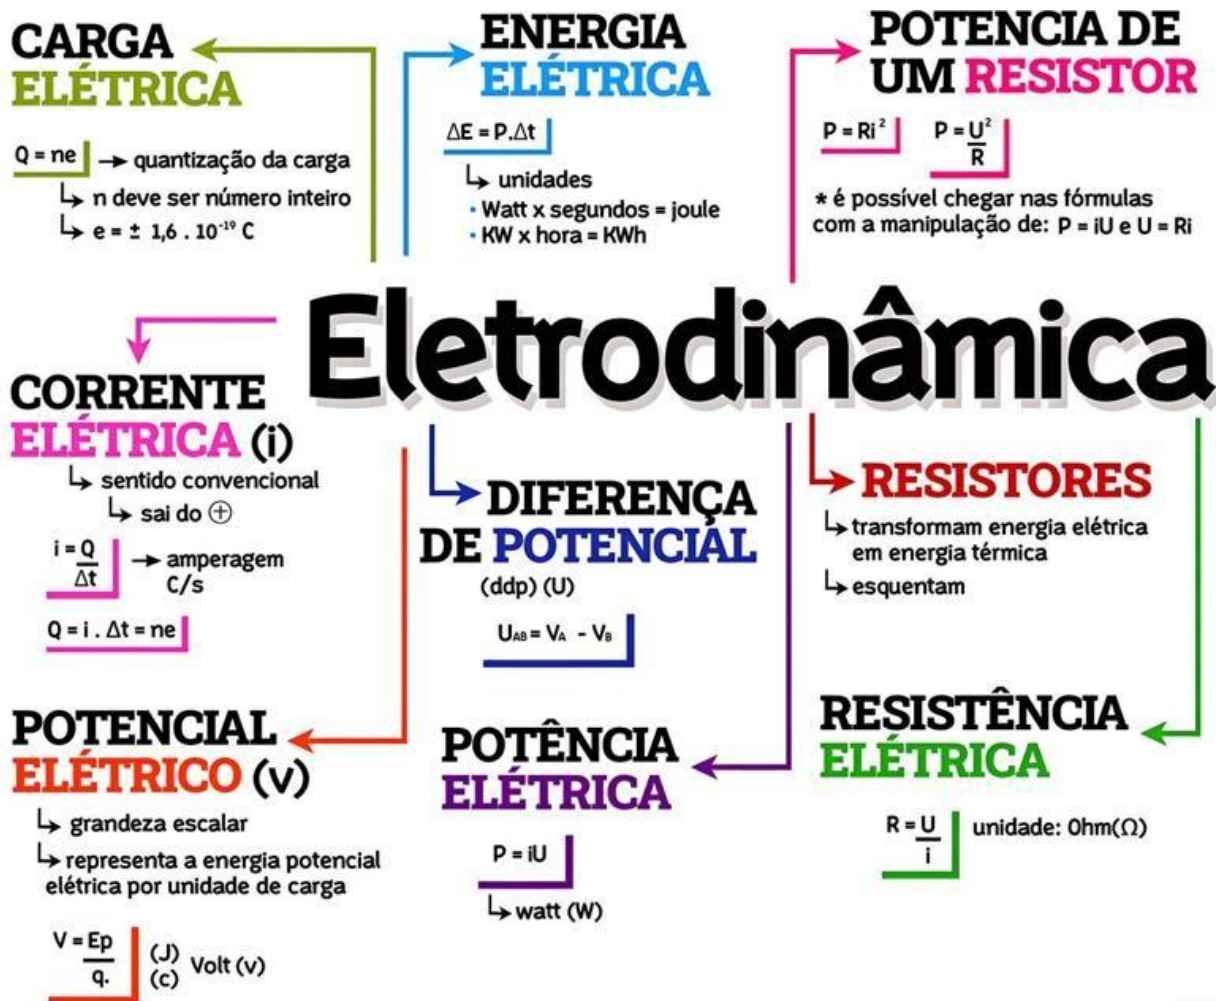 CARGA
ELÉTRICA
Q = ne → quantização da carga
↳ n deve ser número inteiro
↳ e = ± 1,6 . 10⁻¹⁹ C
ENERGIA
ELÉTRICA
ΔE = P.Δt
↳ unidades
• Watt x segundos = joule
• KW x hora = KWh
POTENCIA DE
UM RESISTOR
P = Ri² P = U²/R
* é possível chegar nas fórmulas
com a manipulação de: P = iU e U = Ri
Eletrodinâmica
CORRENTE
ELÉTRICA (i)
↳ sentido convencional
↳ sai do ⊕
i = Q/Δt → amperagem
C/s
Q = i . Δt = ne
DIFERENÇA
DE POTENCIAL
(ddp) (U)
UAB = VA - VB
RESISTORES
↳ transformam energia elétrica
em energia térmica
↳ esquentam
POTENCIAL
ELÉTRICO (v)
↳ grandeza escalar
↳ representa a energia potencial
elétrica por unidade de carga
V = Ep/q. (J)/(c) Volt (v)
POTÊNCIA
ELÉTRICA
P = iU
↳ watt (W)
RESISTÊNCIA
ELÉTRICA
R = U/i unidade: Ohm(Ω)